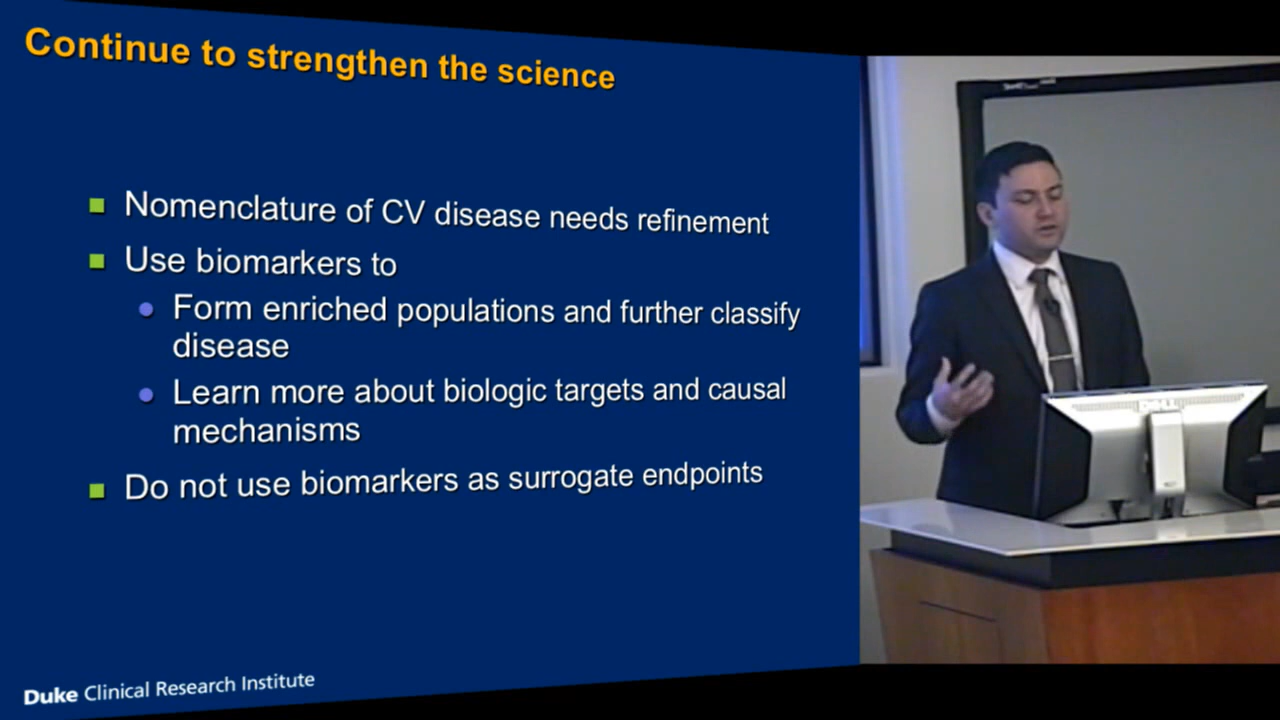 Continue to strengthen the science
Nomenclature of CV disease needs refinement
Use biomarkers to
Form enriched populations and further classify
disease
Learn more about biologic targets and causal
mechanisms
Do not use biomarkers as surrogate endpoints
Duke Clinical Research Institute
DELL